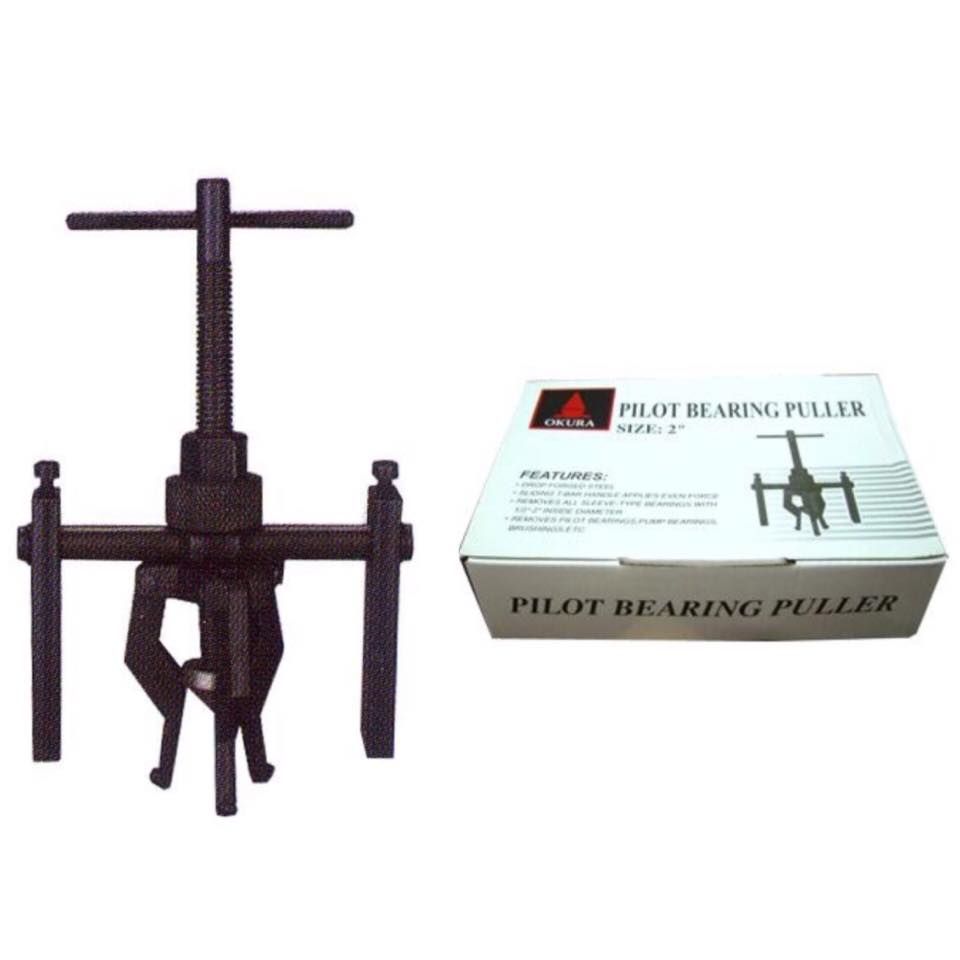 OKURA
PILOT BEARING PULLER
SIZE: 2"
FEATURES:
• DROP FORGED STEEL
• SLIDING T-BAR HANDLE APPLIES EVEN FORCE
• REMOVES ALL SLEEVE-TYPE BEARINGS WITH
1/2"-2" INSIDE DIAMETER
• REMOVES PILOT BEARINGS,PUMP BEARINGS,
BRUSHINGS,ETC
PILOT BEARING PULLER